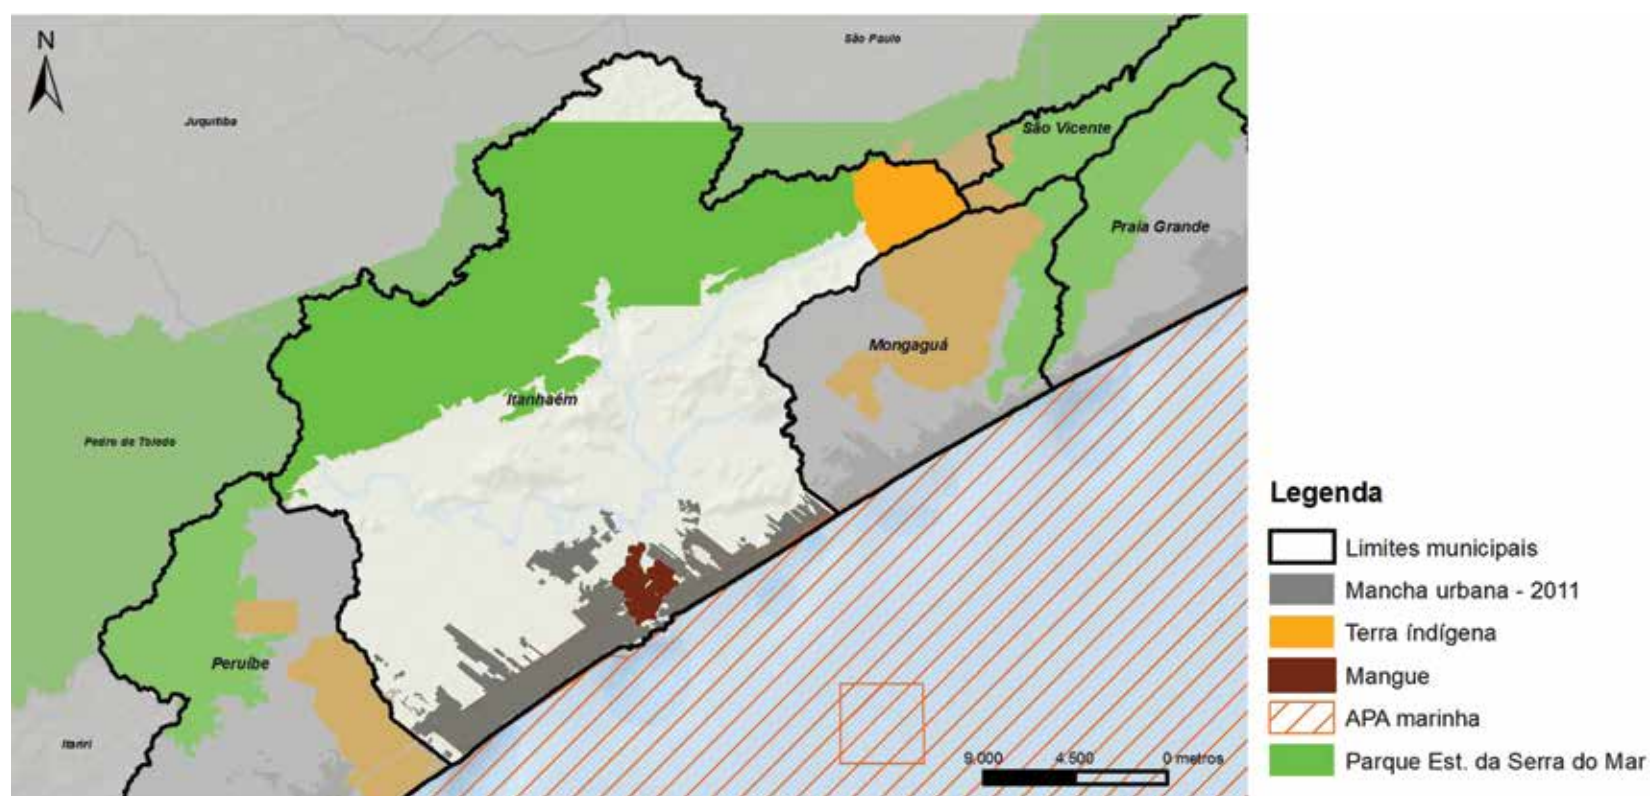 N
São Paulo
Juquitiba
São Vicente
Praia Grande
Mongaguá
Itanhaém
Pedro de Toledo
Peruíbe
Itariri
9.000 4.500 0 metros
Legenda
Limites municipais
Mancha urbana - 2011
Terra índígena
Mangue
APA marinha
Parque Est. da Serra do Mar